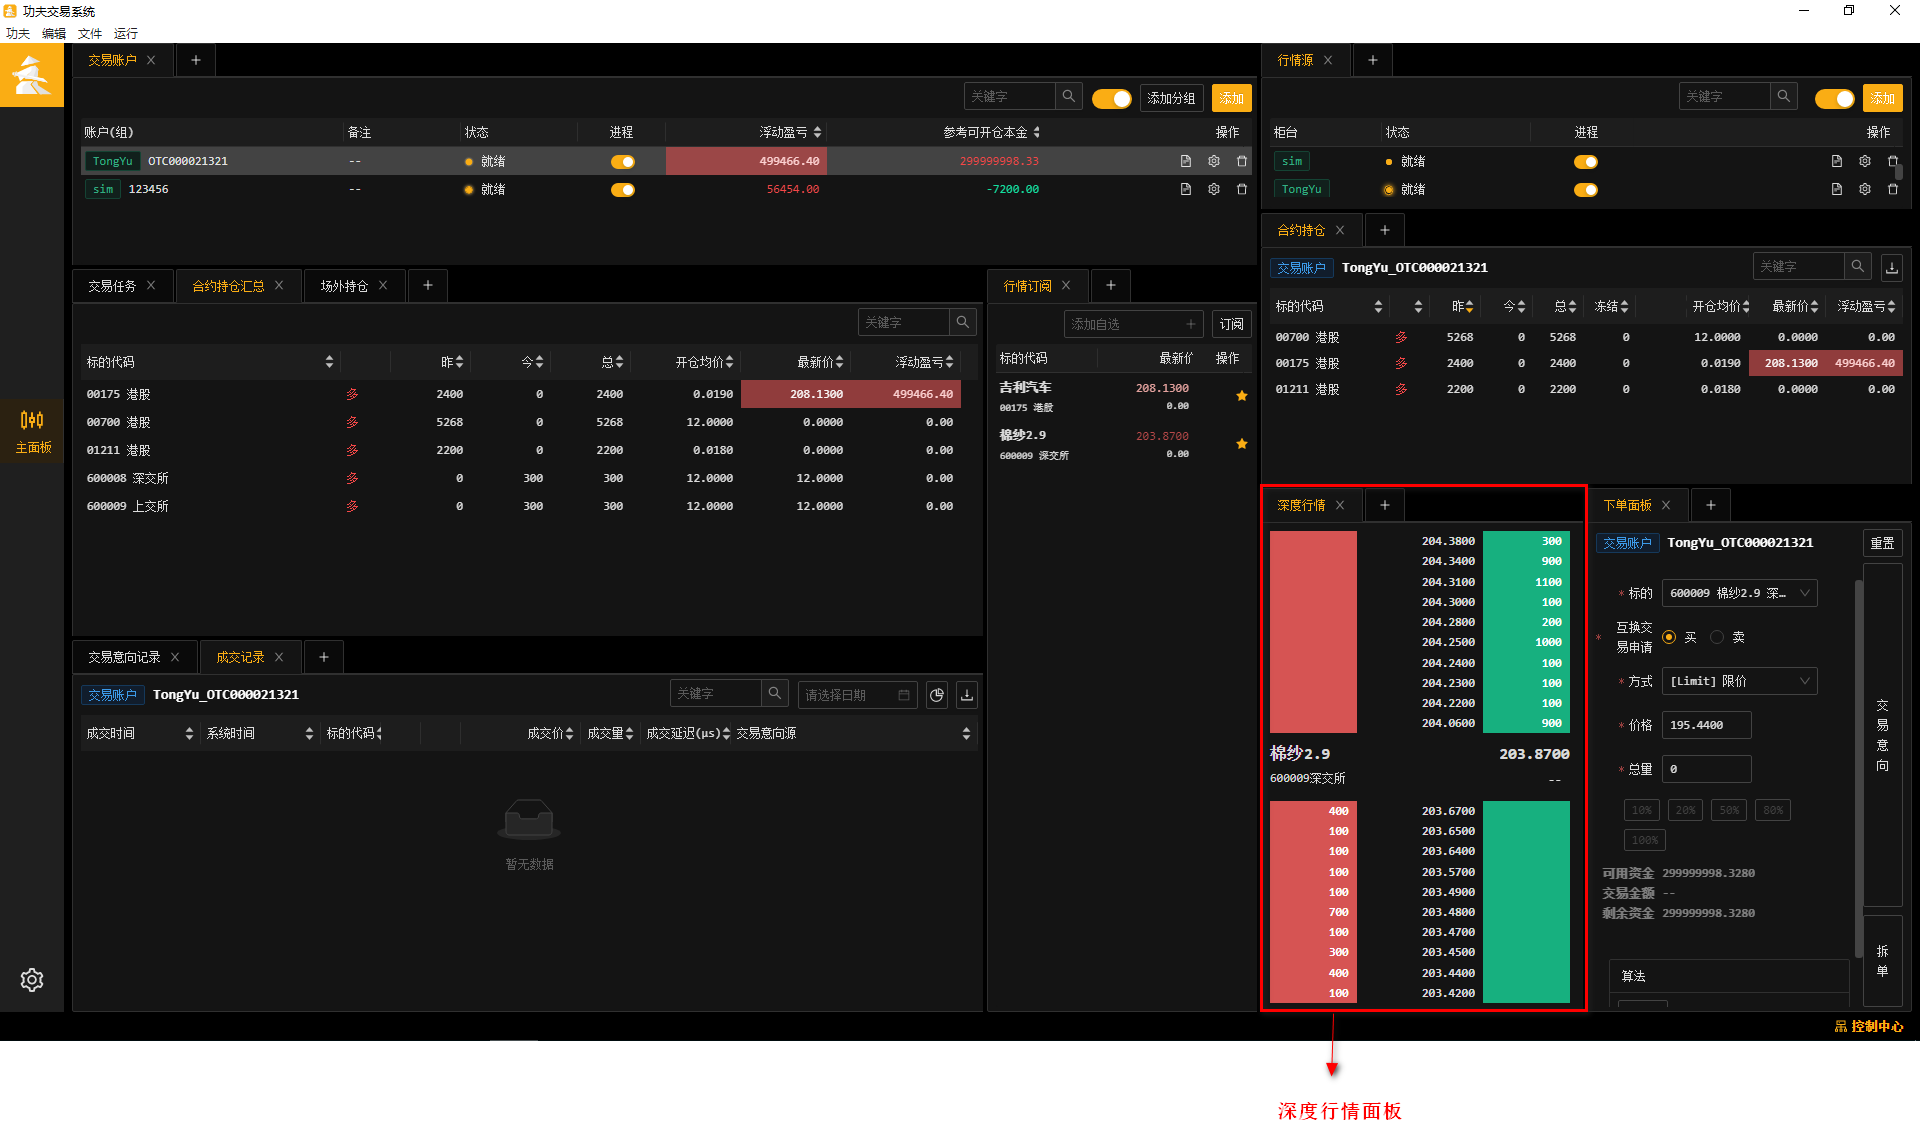 功夫交易系统
功夫 编辑 文件 运行
交易账户
关键字 添加分组 添加
账户(组) 备注 状态 进程 浮动盈亏 参考可开仓本金 操作
TongYu OTC000021321 -- 就绪 499466.40 299999998.33
sim 123456 -- 就绪 56454.00 -7200.00
行情源
关键字 添加
柜台 状态 进程 操作
sim 就绪
TongYu 就绪
合约持仓
交易账户 TongYu_OTC000021321 关键字
标的代码 昨 今 总 冻结 开仓均价 最新价 浮动盈亏
00700 港股 多 5268 0 5268 0 12.0000 0.0000 0.00
00175 港股 多 2400 0 2400 0 0.0190 208.1300 499466.40
01211 港股 多 2200 0 2200 0 0.0180 0.0000 0.00
主面板
交易任务 合约持仓汇总 场外持仓
关键字
标的代码 昨 今 总 开仓均价 最新价 浮动盈亏
00175 港股 多 2400 0 2400 0.0190 208.1300 499466.40
00700 港股 多 5268 0 5268 12.0000 0.0000 0.00
01211 港股 多 2200 0 2200 0.0180 0.0000 0.00
600008 深交所 多 0 300 300 12.0000 12.0000 0.00
600009 上交所 多 0 300 300 12.0000 12.0000 0.00
行情订阅
添加自选 订阅
标的代码 最新价 操作
吉利汽车 208.1300
00175 港股 0.00
棉纱2.9 203.8700
600009 深交所 0.00
交易意向记录 成交记录
交易账户 TongYu_OTC000021321 关键字 请选择日期
成交时间 系统时间 标的代码 成交价 成交量 成交延迟(μs) 交易意向源
暂无数据
深度行情
204.3800 300
204.3400 900
204.3100 1100
204.3000 100
204.2800 200
204.2500 1000
204.2400 100
204.2300 100
204.2200 100
204.0600 900
棉纱2.9 203.8700
600009深交所 --
400 203.6700
100 203.6500
100 203.6400
100 203.5700
100 203.4900
700 203.4800
100 203.4700
300 203.4500
400 203.4400
100 203.4200
下单面板
交易账户 TongYu_OTC000021321 重置
* 标的 600009 棉纱2.9 深...
* 互换交易申请 买 卖
* 方式 [Limit] 限价
* 价格 195.4400
* 总量 0
10% 20% 50% 80%
100%
可用资金 299999998.3280
交易金额 --
剩余资金 299999998.3280
算法
交易意向
拆单
控制中心
深度行情面板